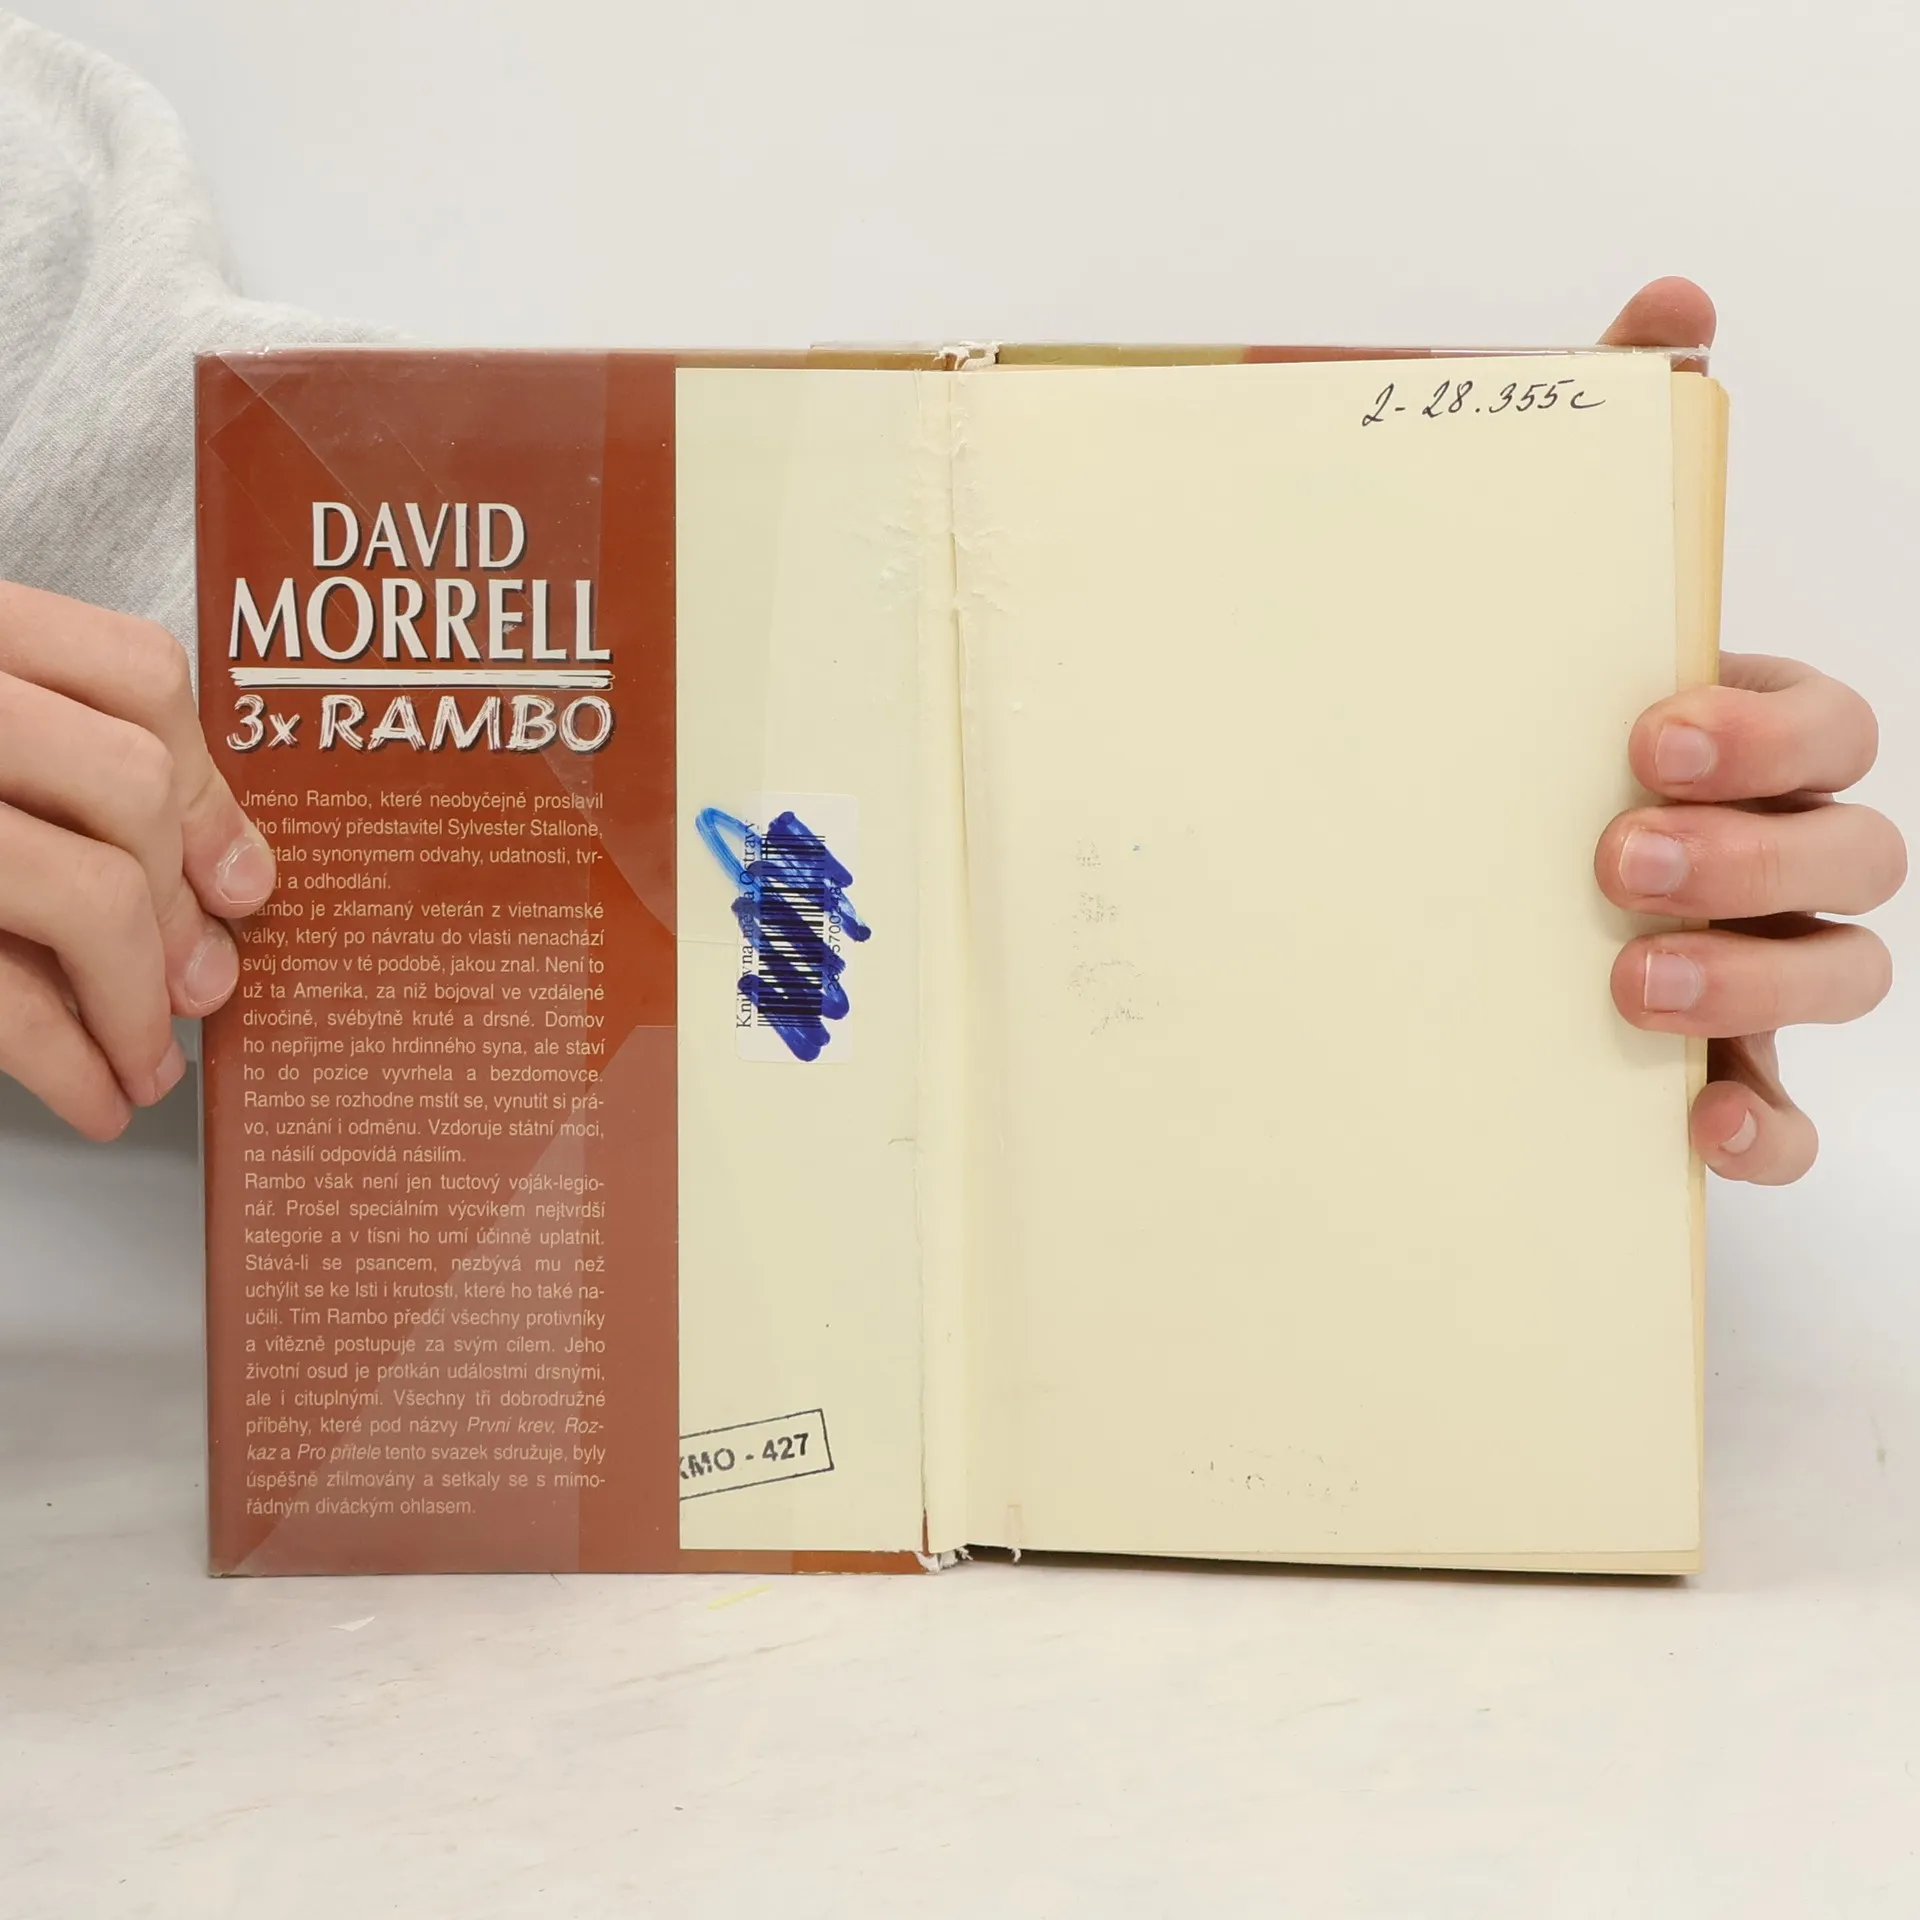 DAVID
MORRELL
3x RAMBO
Jméno Rambo, které neobyčejně proslavil
ho filmový představitel Sylvester Stallone,
stalo synonymem odvahy, udatnosti, tvr-
i a odhodlání.
Rambo je zklamaný veterán z vietnamské
války, který po návratu do vlasti nenachází
svůj domov v té podobě, jakou znal. Není to
už ta Amerika, za niž bojoval ve vzdálené
divočině, svébytně kruté a drsné. Domov
ho nepřijme jako hrdinného syna, ale staví
ho do pozice vyvrhela a bezdomovce.
Rambo se rozhodne mstít se, vynutit si prá-
vo, uznání i odměnu. Vzdoruje státní moci,
na násilí odpovídá násilím.
Rambo však není jen tuctový voják-legio-
nář. Prošel speciálním výcvikem nejtvrdší
kategorie a v tísni ho umí účinně uplatnit.
Stává-li se psancem, nezbývá mu než
uchýlit se ke lsti i krutosti, které ho také na-
učili. Tím Rambo předčí všechny protivníky
a vítězně postupuje za svým cílem. Jeho
životní osud je protkán událostmi drsnými,
ale i cituplnými. Všechny tři dobrodružné
příběhy, které pod názvy První krev, Roz-
kaz a Pro přítele tento svazek sdružuje, byly
úspěšně zfilmovány a setkaly se s mimo-
řádným diváckým ohlasem.
Knihovna města Ostravy
KMO - 427
2-28.355c